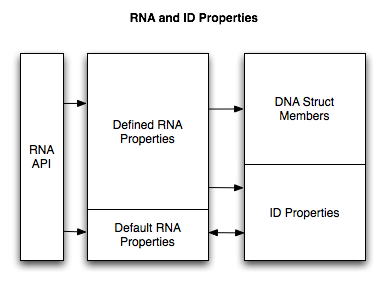 RNA and ID Properties
RNA
API
Defined RNA
Properties
Default RNA
Properties
DNA Struct
Members
ID Properties